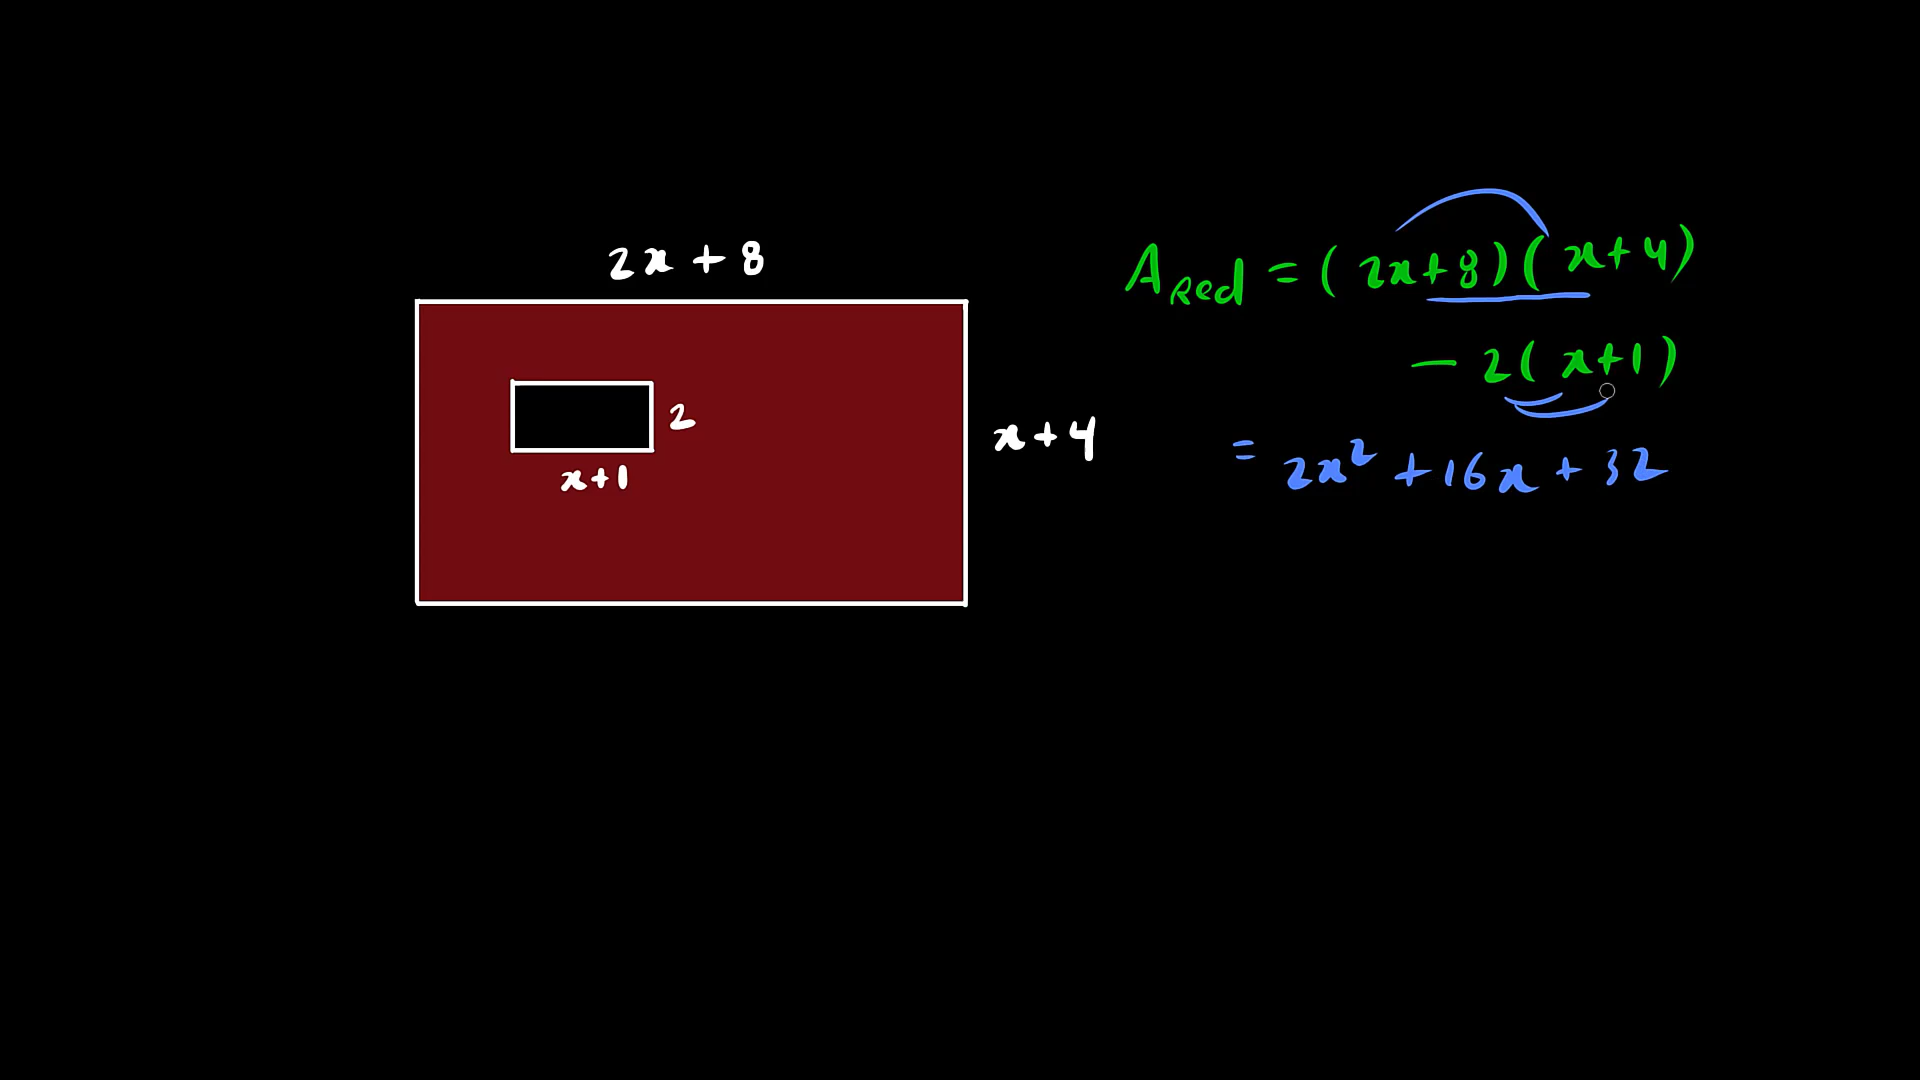 2x + 8
2
x+1
x+4
A_Red = (2x+8)(x+4)
- 2(x+1)
= 2x² + 16x + 32